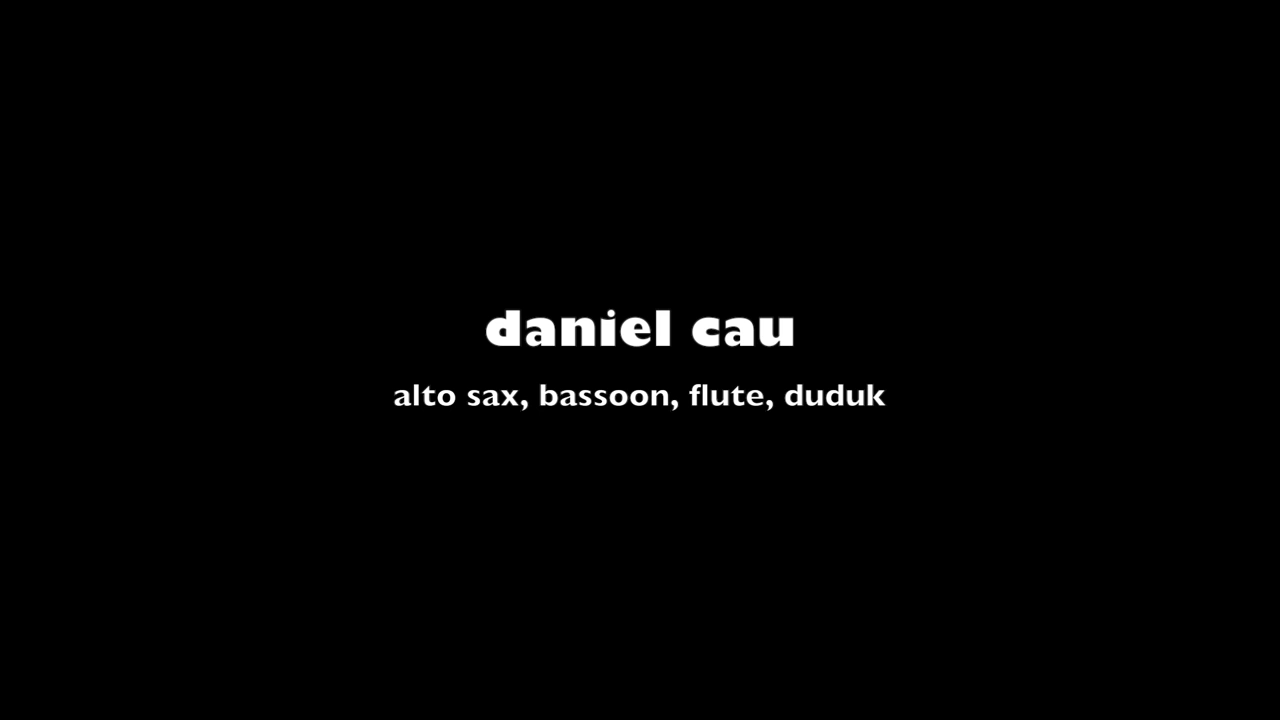 daniel cau
alto sax, bassoon, flute, duduk